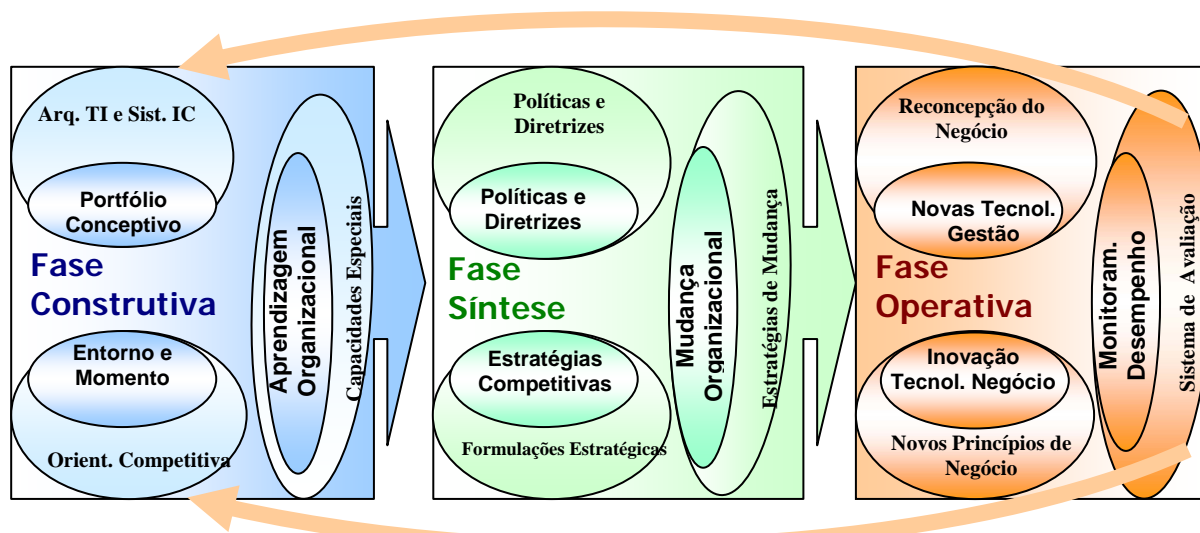 Arq. TI e Sist. IC
Portfólio
Conceptivo
Fase
Construtiva
Entorno e
Momento
Orient. Competitiva
Aprendizagem
Organizacional
Capacidades Especiais
Políticas e
Diretrizes
Políticas e
Diretrizes
Fase
Síntese
Estratégias
Competitivas
Formulações Estratégicas
Mudança
Organizacional
Estratégias de Mudança
Reconcepção do
Negócio
Novas Tecnol.
Gestão
Fase
Operativa
Inovação
Tecnol. Negócio
Novos Princípios de
Negócio
Monitoram.
Desempenho
Sistema de Avaliação